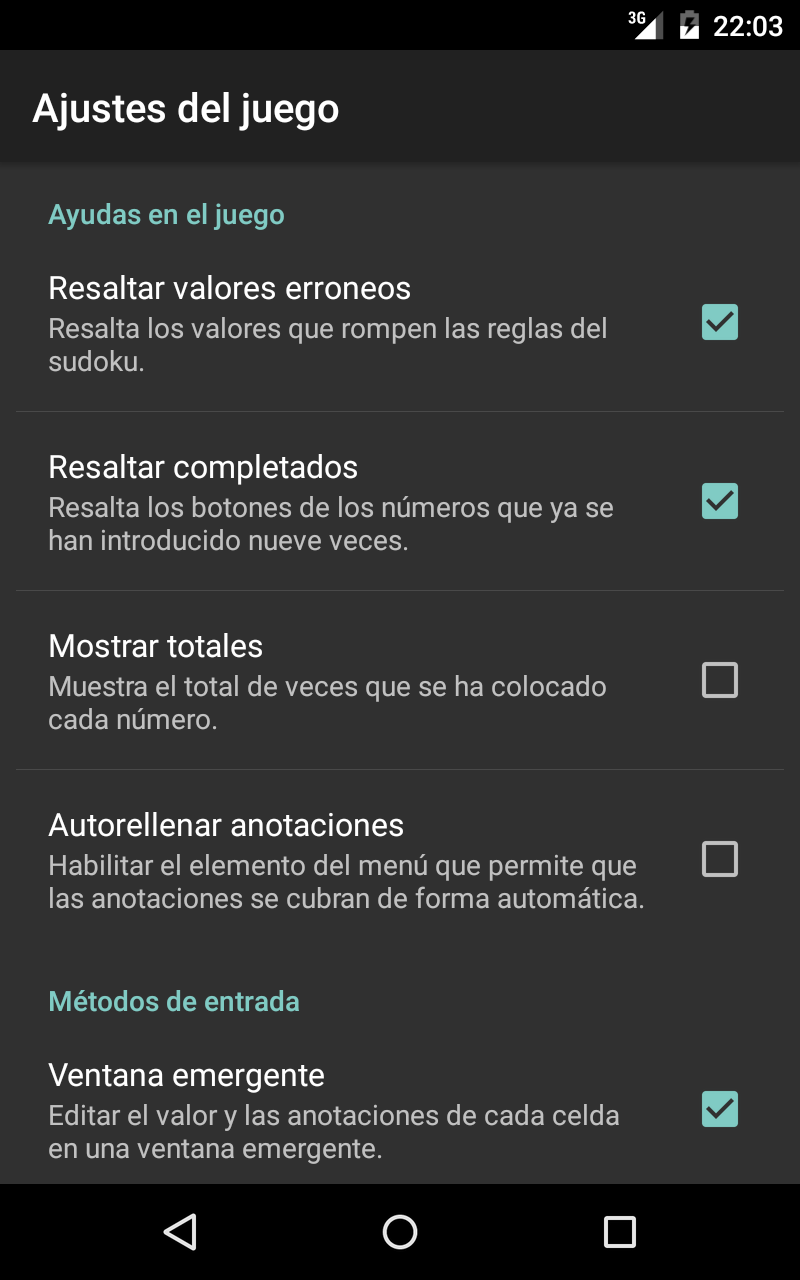 3G 22:03
Ajustes del juego
Ayudas en el juego
Resaltar valores erroneos
Resalta los valores que rompen las reglas del
sudoku.
Resaltar completados
Resalta los botones de los números que ya se
han introducido nueve veces.
Mostrar totales
Muestra el total de veces que se ha colocado
cada número.
Autorellenar anotaciones
Habilitar el elemento del menú que permite que
las anotaciones se cubran de forma automática.
Métodos de entrada
Ventana emergente
Editar el valor y las anotaciones de cada celda
en una ventana emergente.